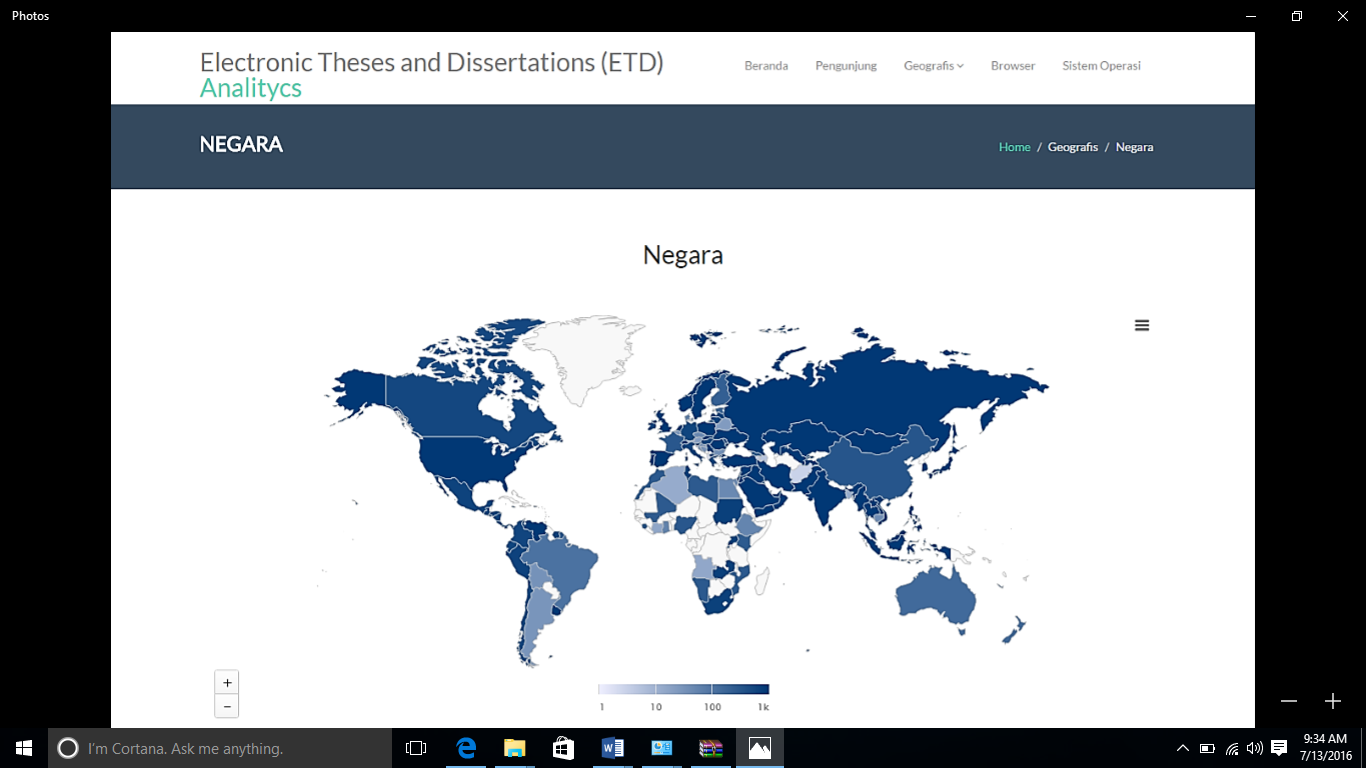 Photos
Electronic Theses and Dissertations (ETD)
Analitycs
Beranda Pengunjung Geografis Browser Sistem Operasi
NEGARA
Home / Geografis / Negara
Negara
+
−
1 10 100 1k
I'm Cortana. Ask me anything.
9:34 AM
7/13/2016